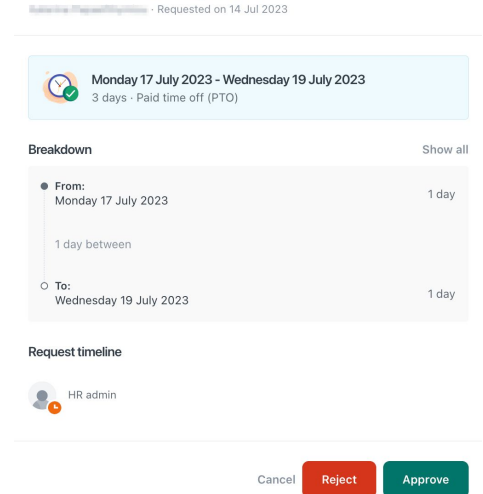 · Requested on 14 Jul 2023
Monday 17 July 2023 - Wednesday 19 July 2023
3 days · Paid time off (PTO)
Breakdown
Show all
From:
Monday 17 July 2023
1 day
1 day between
To:
Wednesday 19 July 2023
1 day
Request timeline
HR admin
Cancel
Reject
Approve